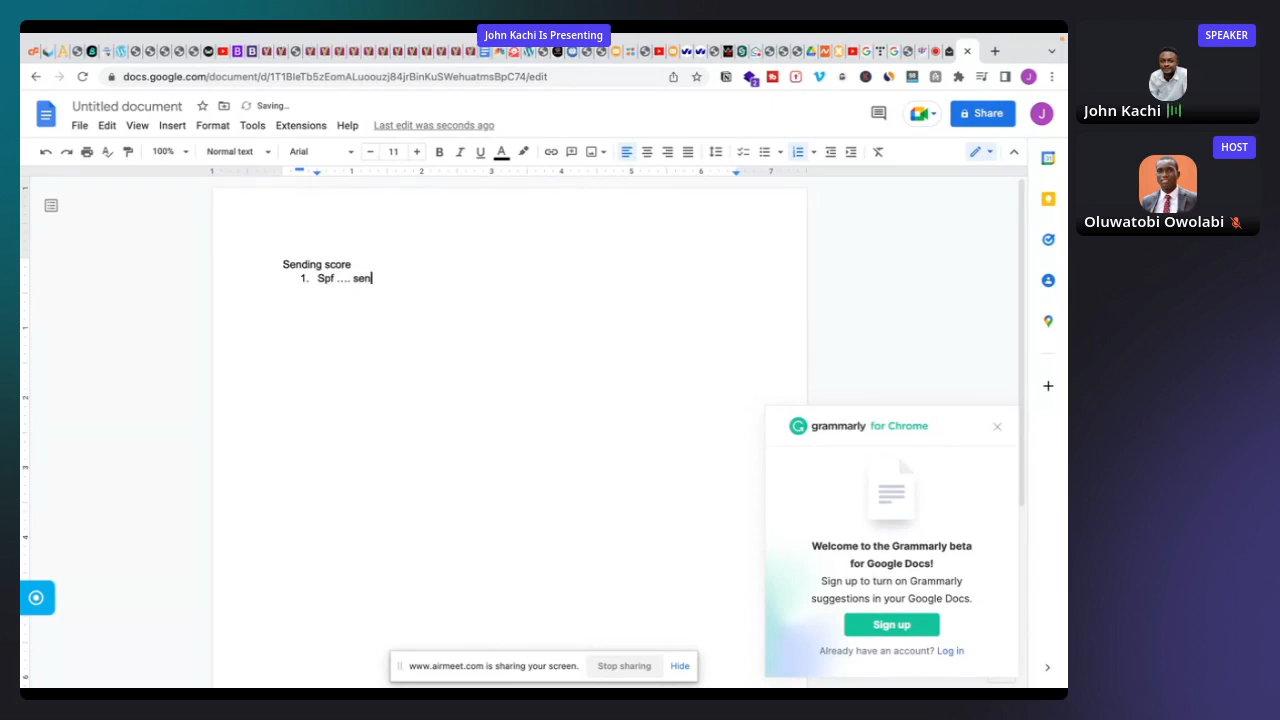 John Kachi Is Presenting
docs.google.com/document/d/1T1BIeTb5zEomALuoouzj84jrBinKuSWehuatmsBpC74/edit
Untitled document
Saving...
File Edit View Insert Format Tools Extensions Help Last edit was seconds ago
Share
J
100% Normal text Arial 11
Sending score
1. Spf .... sen
grammarly for Chrome
Welcome to the Grammarly beta
for Google Docs!
Sign up to turn on Grammarly
suggestions in your Google Docs.
Sign up
Already have an account? Log in
www.airmeet.com is sharing your screen. Stop sharing Hide
SPEAKER
John Kachi
HOST
Oluwatobi Owolabi